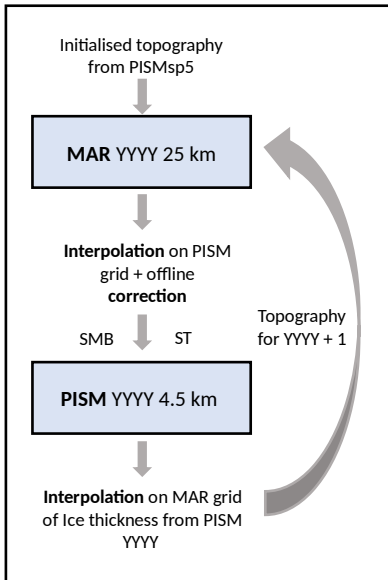 Initialised topography
from PISMsp5
MAR YYYY 25 km
Interpolation on PISM
grid + offline
correction
SMB ST
Topography
for YYYY + 1
PISM YYYY 4.5 km
Interpolation on MAR grid
of Ice thickness from PISM
YYYY